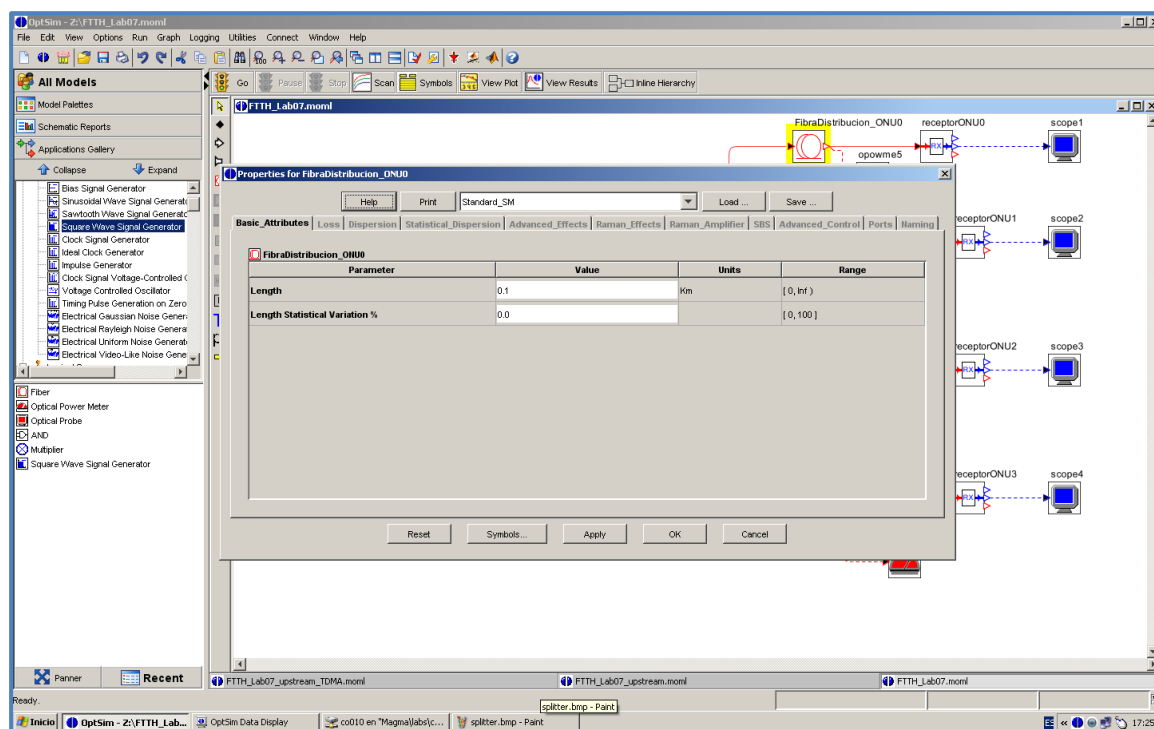 OptSim - Z:\FTTH_Lab07.moml
File Edit View Options Run Graph Logging Utilities Connect Window Help
All Models
Model Palettes
Schematic Reports
Applications Gallery
Collapse Expand
Go Pause Stop Scan Symbols View Plot View Results Inline Hierarchy
FTTH_Lab07.moml
Bias Signal Generator
Sinusoidal Wave Signal Generato
Sawtooth Wave Signal Generato
Square Wave Signal Generator
Clock Signal Generator
Ideal Clock Generator
Impulse Generator
Clock Signal Voltage-Controlled
Voltage Controlled Oscillator
Timing Pulse Generation on Zero
Electrical Gaussian Noise Gener
Electrical Rayleigh Noise Genera
Electrical Uniform Noise Generat
Electrical Video-Like Noise Gene
Fiber
Optical Power Meter
Optical Probe
AND
Multiplier
Square Wave Signal Generator
Panner Recent
FibraDistribucion_ONU0 receptorONU0 scope1
RX
opowme5
Properties for FibraDistribucion_ONU0
Help Print Standard_SM Load ... Save ...
Basic_Attributes Loss Dispersion Statistical_Dispersion Advanced_Effects Raman_Effects Raman_Amplifier SBS Advanced_Control Ports Naming
FibraDistribucion_ONU0
Parameter Value Units Range
Length 0.1 Km [ 0, Inf )
Length Statistical Variation % 0.0 [ 0, 100 ]
Reset Symbols... Apply OK Cancel
eceptorONU1 scope2
RX
eceptorONU2 scope3
RX
eceptorONU3 scope4
RX
FTTH_Lab07_upstream_TDMA.moml FTTH_Lab07_upstream.moml FTTH_Lab07.moml
Ready.
splitter.bmp - Paint
Inicio OptSim - Z:\FTTH_Lab... OptSim Data Display co010 en "Magma\labs\c... splitter.bmp - Paint ES « 17:25